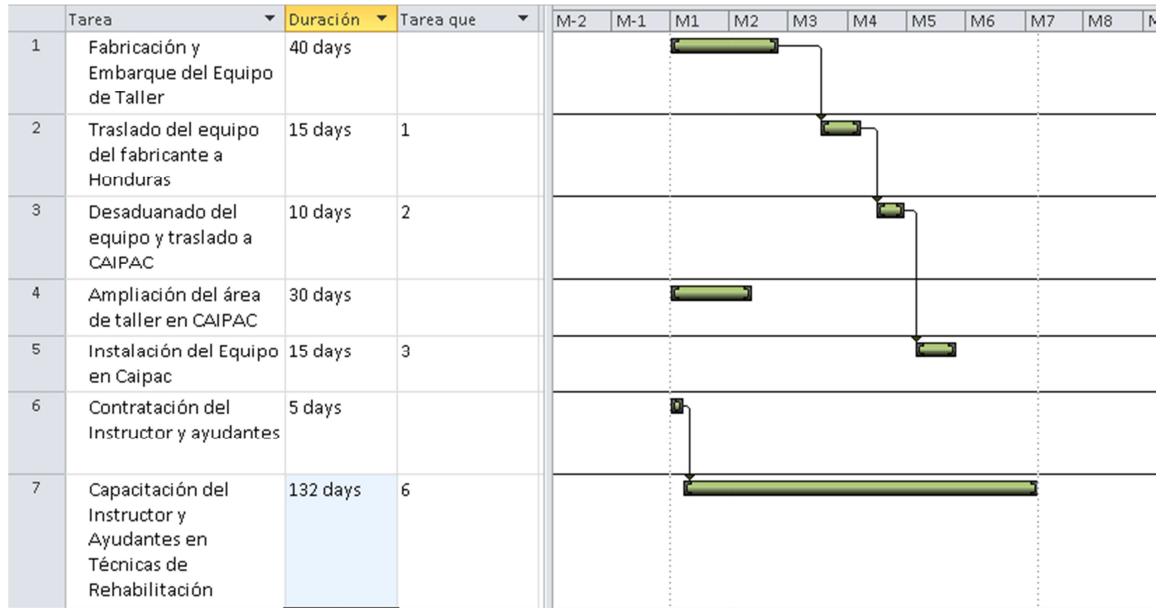 Tarea Duración Tarea que M-2 M-1 M1 M2 M3 M4 M5 M6 M7 M8
1 Fabricación y 40 days
Embarque del Equipo
de Taller
2 Traslado del equipo 15 days 1
del fabricante a
Honduras
3 Desaduanado del 10 days 2
equipo y traslado a
CAIPAC
4 Ampliación del área 30 days
de taller en CAIPAC
5 Instalación del Equipo 15 days 3
en Caipac
6 Contratación del 5 days
Instructor y ayudantes
7 Capacitación del 132 days 6
Instructor y
Ayudantes en
Técnicas de
Rehabilitación